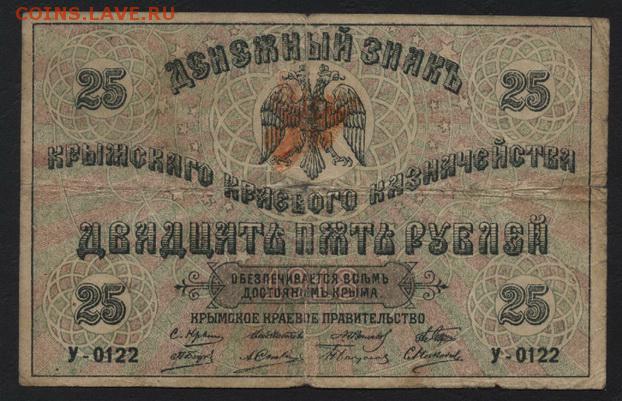 COINS.LAVE.RU
ДЕНЕЖНЫЙ ЗНАКЪ
25 25
КРЫМСКАГО КРАЕВОГО КАЗНАЧЕЙСТВА
ДВАДЦАТЬ ПЯТЬ РУБЛЕЙ
ОБЕЗПЕЧИВАЕТСЯ ВСѢМЪ
ДОСТОЯНІЕМЪ КРЫМА.
25 25
КРЫМСКОЕ КРАЕВОЕ ПРАВИТЕЛЬСТВО
У-0122 У-0122